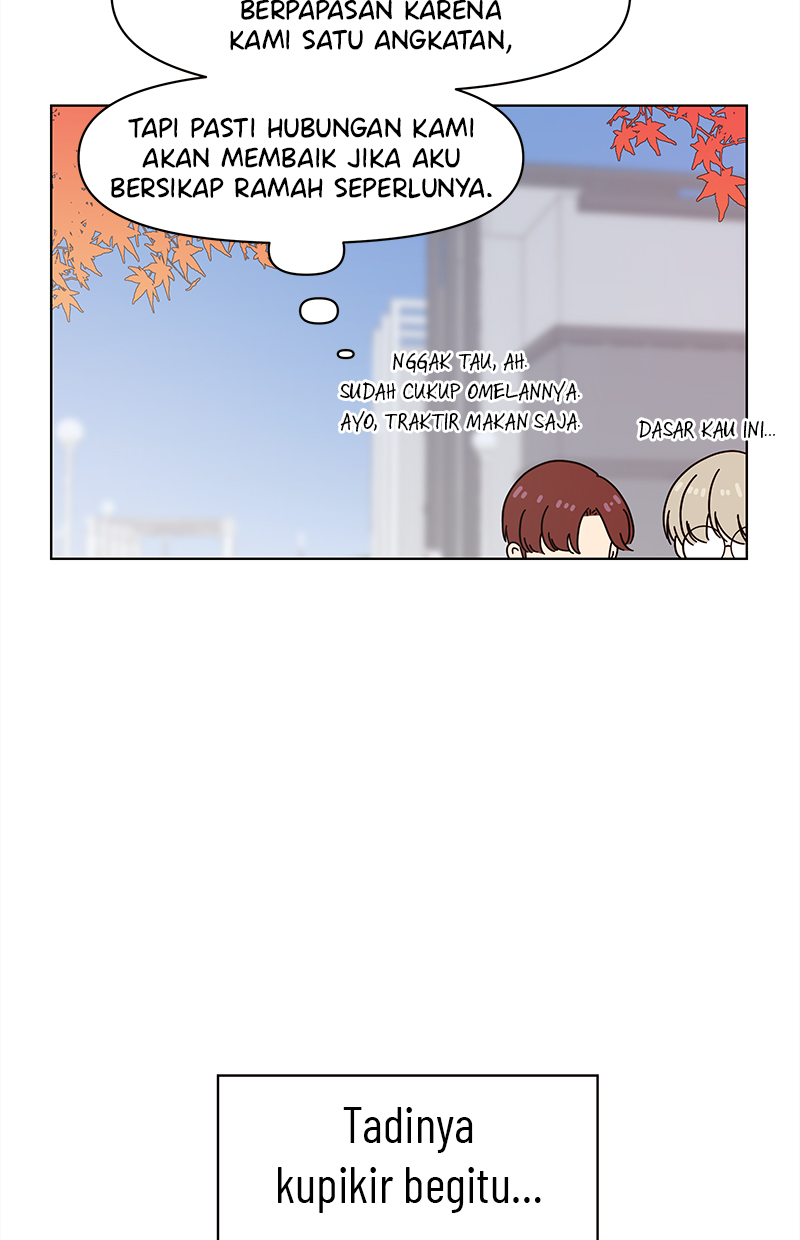 BERPAPASAN KARENA
KAMI SATU ANGKATAN,
TAPI PASTI HUBUNGAN KAMI
AKAN MEMBAIK JIKA AKU
BERSIKAP RAMAH SEPERLUNYA.
NGGAK TAU, AH.
SUDAH CUKUP OMELANNYA.
AYO, TRAKTIR MAKAN SAJA.
DASAR KAU INI...
Tadinya
kupikir begitu...